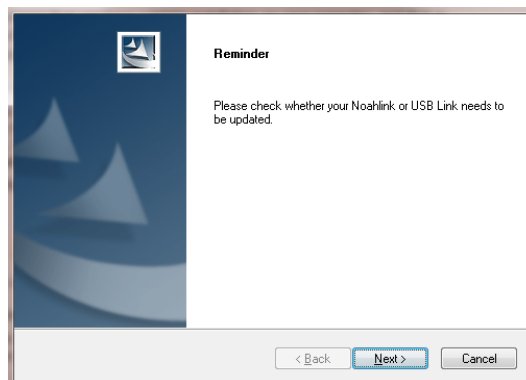 Reminder
Please check whether your Noahlink or USB Link needs to
be updated.
< Back
Next >
Cancel